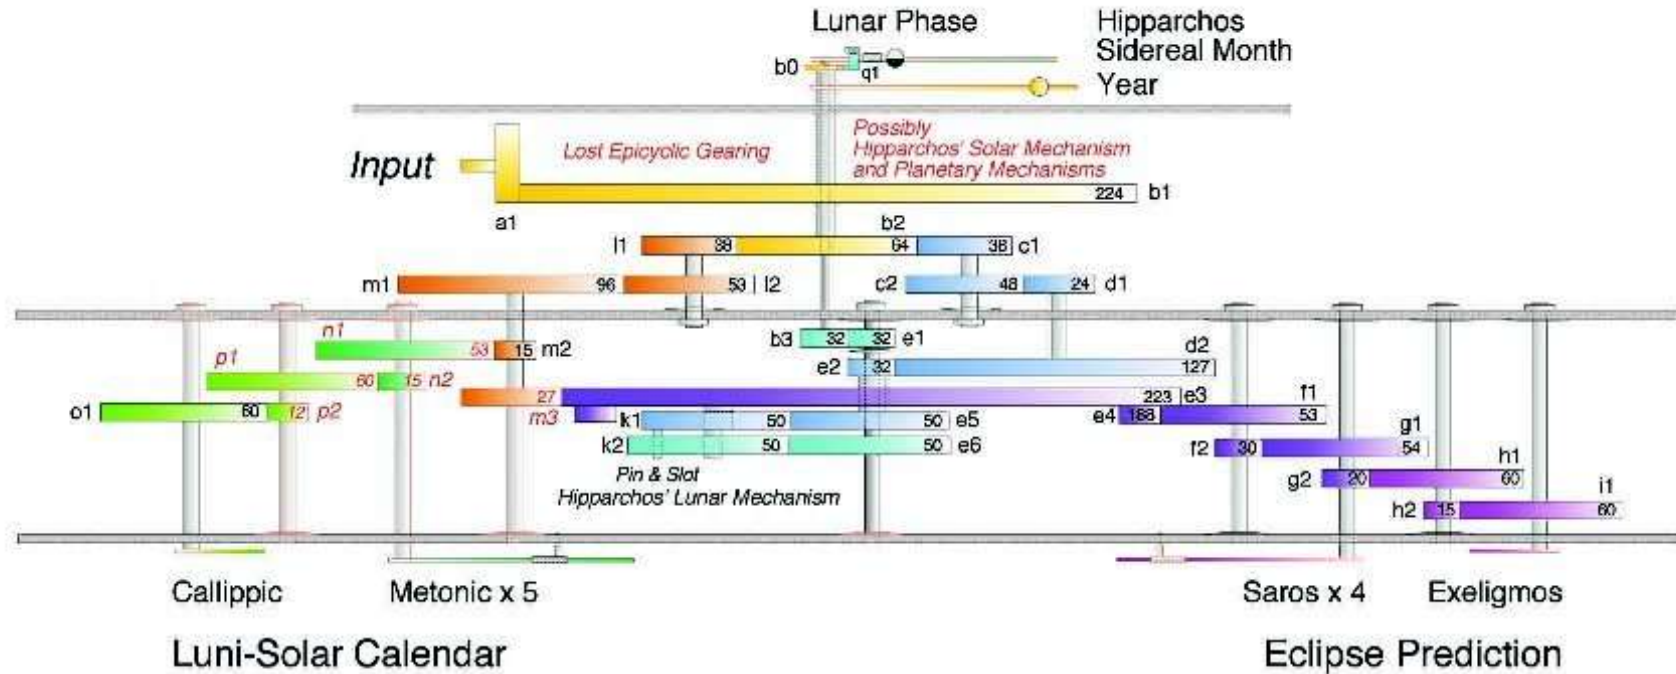 Lunar Phase
Hipparchos
Sidereal Month
b0
q1
Year
Input
Lost Epicyclic Gearing
Possibly
Hipparchos' Solar Mechanism
and Planetary Mechanisms
224 b1
a1
b2
l1 38 64 38 c1
m1 96 53 l2 c2 48 24 d1
n1 53 15 m2 b3 32 32 e1
p1 60 15 n2 e2 32 127 d2
o1 60 12 p2 27 m3 223 e3
k1 50 50 e5 e4 188 53 f1
k2 50 50 e6 f2 30 54 g1
Pin & Slot
Hipparchos' Lunar Mechanism
g2 20 60 h1
h2 15 60 i1
Callippic Metonic x 5 Saros x 4 Exeligmos
Luni-Solar Calendar Eclipse Prediction